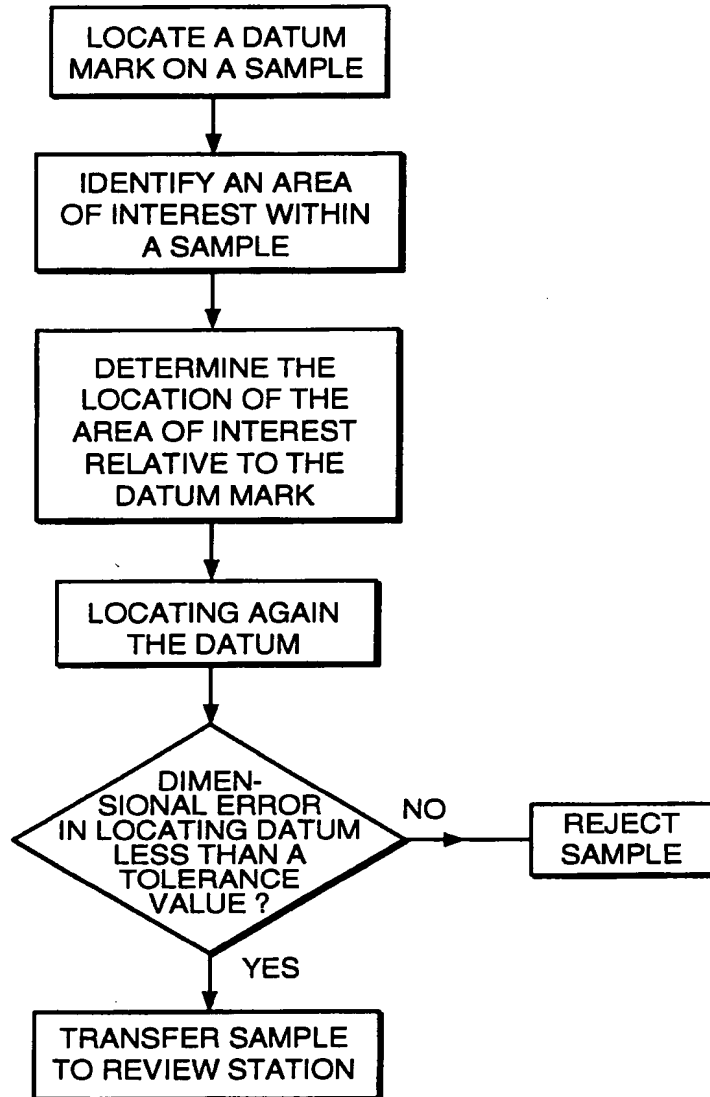 LOCATE A DATUM
MARK ON A SAMPLE
IDENTIFY AN AREA
OF INTEREST WITHIN
A SAMPLE
DETERMINE THE
LOCATION OF THE
AREA OF INTEREST
RELATIVE TO THE
DATUM MARK
LOCATING AGAIN
THE DATUM
DIMEN-
SIONAL ERROR
IN LOCATING DATUM
LESS THAN A
TOLERANCE
VALUE ?
NO
REJECT
SAMPLE
YES
TRANSFER SAMPLE
TO REVIEW STATION